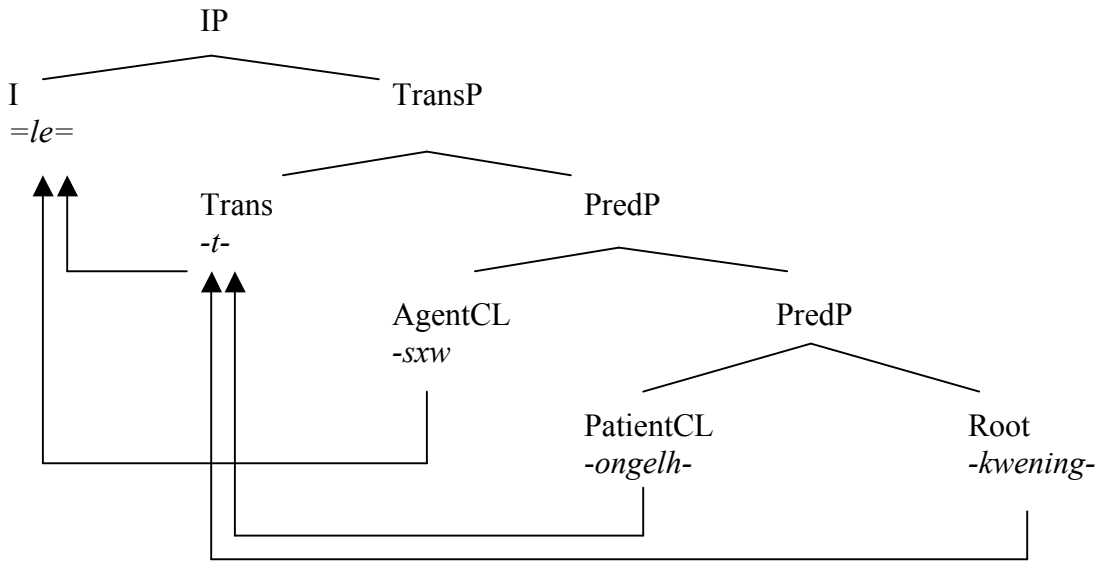 IP
I TransP
=le=
Trans PredP
-t-
AgentCL PredP
-sxw
PatientCL Root
-ongelh- -kwening-